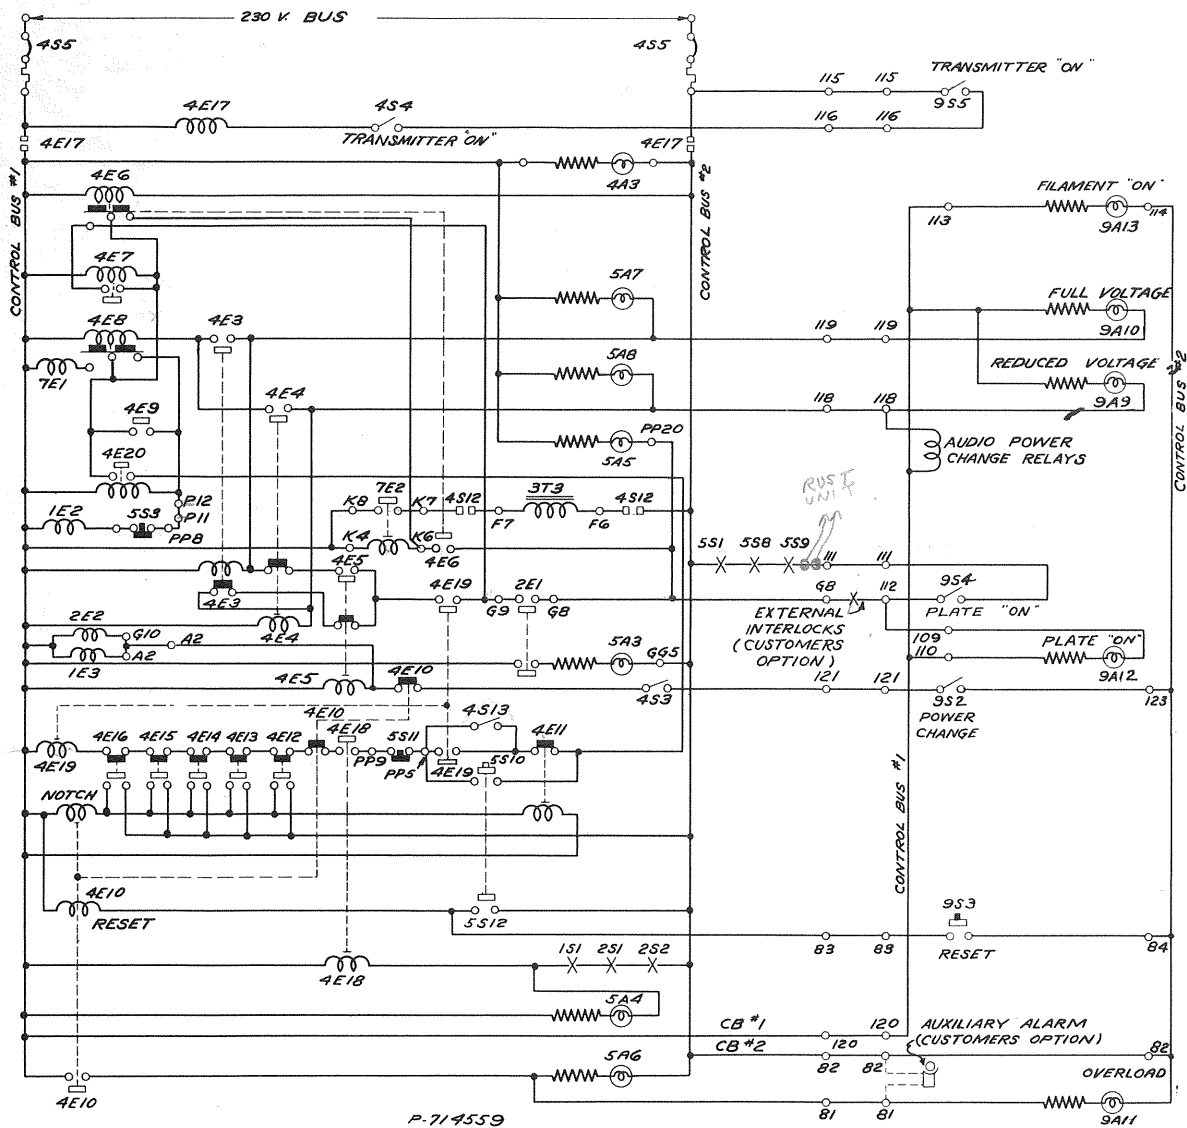 230 V. BUS
4S5
4S5
TRANSMITTER "ON"
115
115
9S5
116
116
4E17
4S4
TRANSMITTER "ON"
4E17
4E17
4A3
CONTROL BUS #1
CONTROL BUS #2
4E6
FILAMENT "ON"
113
114
9A13
4E7
5A7
FULL VOLTAGE
9A10
4E8
4E3
119
119
7E1
5A8
REDUCED VOLTAGE
9A9
4E4
118
118
CONTROL BUS #2
4E9
PP20
5A5
AUDIO POWER
CHANGE RELAYS
4E20
P12
P11
PP8
1E2
5S3
K8
7E2
K7
4S12
3T3
4S12
F7
F6
RUST
UNIT
K4
K6
4E6
5S1
5S8
5S9
111
111
4E5
4E3
4E19
2E1
G9
G8
G8
112
9S4
PLATE "ON"
EXTERNAL
INTERLOCKS
(CUSTOMERS
OPTION)
2E2
G10
A2
A2
1E3
4E4
109
110
PLATE "ON"
9A12
5A3
GG5
4E5
4E10
4S3
121
121
9S2
POWER
CHANGE
123
4E10
4S13
4E19
4E16
4E15
4E14
4E13
4E12
4E18
5S11
PP9
PP5
4E19
5S10
4E11
NOTCH
CONTROL BUS #1
4E10
RESET
5S12
9S3
RESET
83
83
84
4E18
1S1
2S1
2S2
5A4
CB #1
120
120
CB #2
82
82
82
AUXILIARY ALARM
(CUSTOMERS OPTION)
5A6
OVERLOAD
4E10
81
81
9A11
P-714559